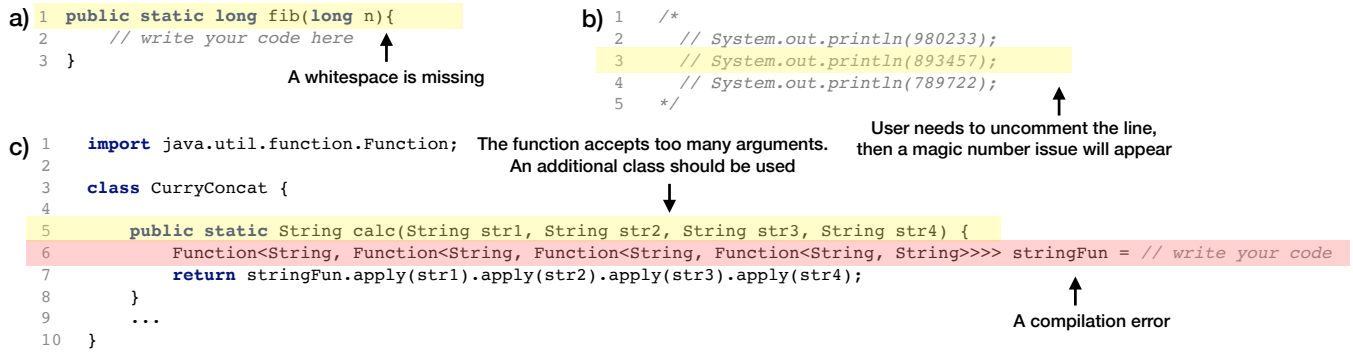 a) 1 public static long fib(long n){
2 // write your code here
3 }
A whitespace is missing
b) 1 /*
2 // System.out.println(980233);
3 // System.out.println(893457);
4 // System.out.println(789722);
5 */
User needs to uncomment the line,
then a magic number issue will appear
c) 1 import java.util.function.Function;
The function accepts too many arguments.
An additional class should be used
2
3 class CurryConcat {
4
5 public static String calc(String str1, String str2, String str3, String str4) {
6 Function<String, Function<String, Function<String, Function<String, String>>>> stringFun = // write your code
7 return stringFun.apply(str1).apply(str2).apply(str3).apply(str4);
8 }
9 ...
10 }
A compilation error